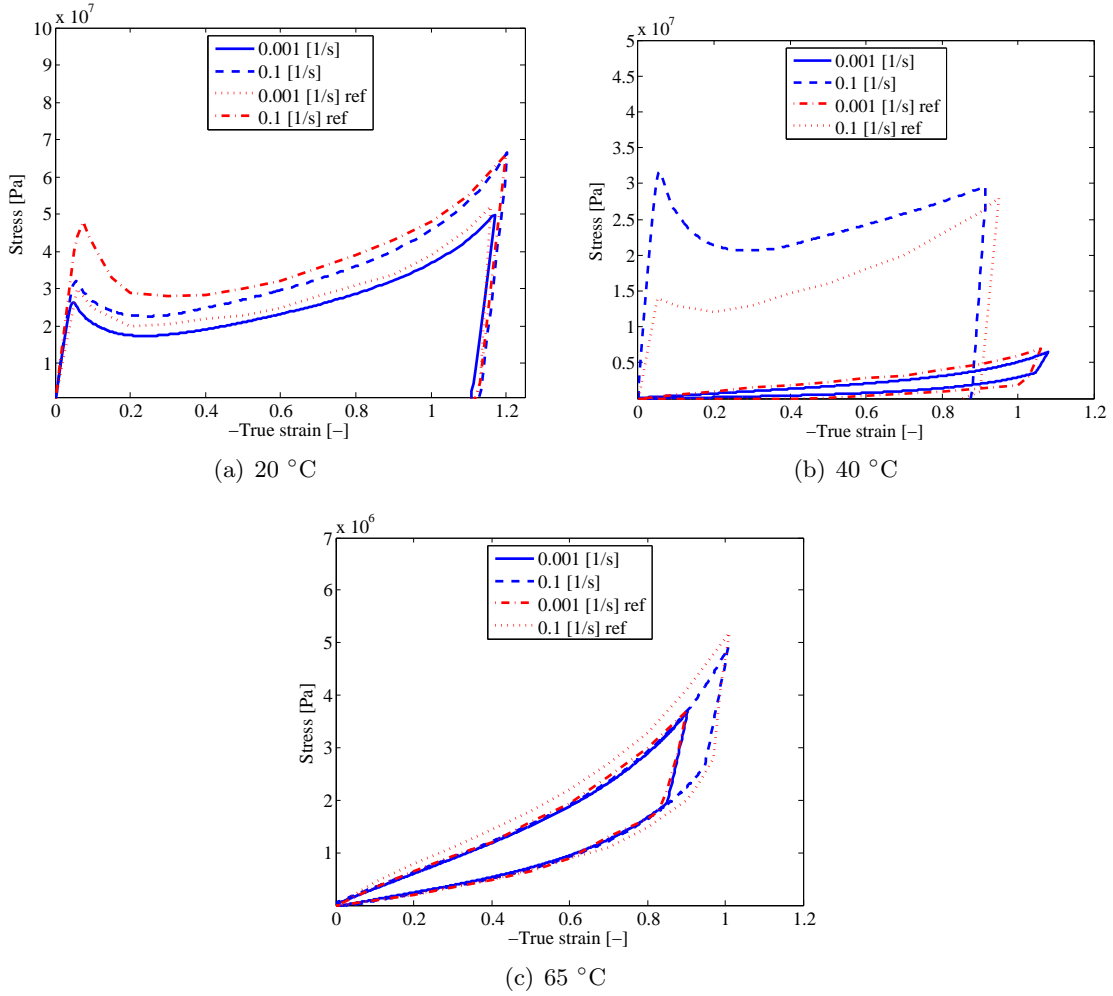 x 10^7
10
9
8
7
6
5
4
3
2
1
Stress [Pa]
0.001 [1/s]
0.1 [1/s]
0.001 [1/s] ref
0.1 [1/s] ref
0 0.2 0.4 0.6 0.8 1 1.2
−True strain [−]
(a) 20 °C
x 10^7
5
4.5
4
3.5
3
2.5
2
1.5
1
0.5
Stress [Pa]
0.001 [1/s]
0.1 [1/s]
0.001 [1/s] ref
0.1 [1/s] ref
0 0.2 0.4 0.6 0.8 1 1.2
−True strain [−]
(b) 40 °C
x 10^6
7
6
5
4
3
2
1
Stress [Pa]
0.001 [1/s]
0.1 [1/s]
0.001 [1/s] ref
0.1 [1/s] ref
0 0.2 0.4 0.6 0.8 1 1.2
−True strain [−]
(c) 65 °C